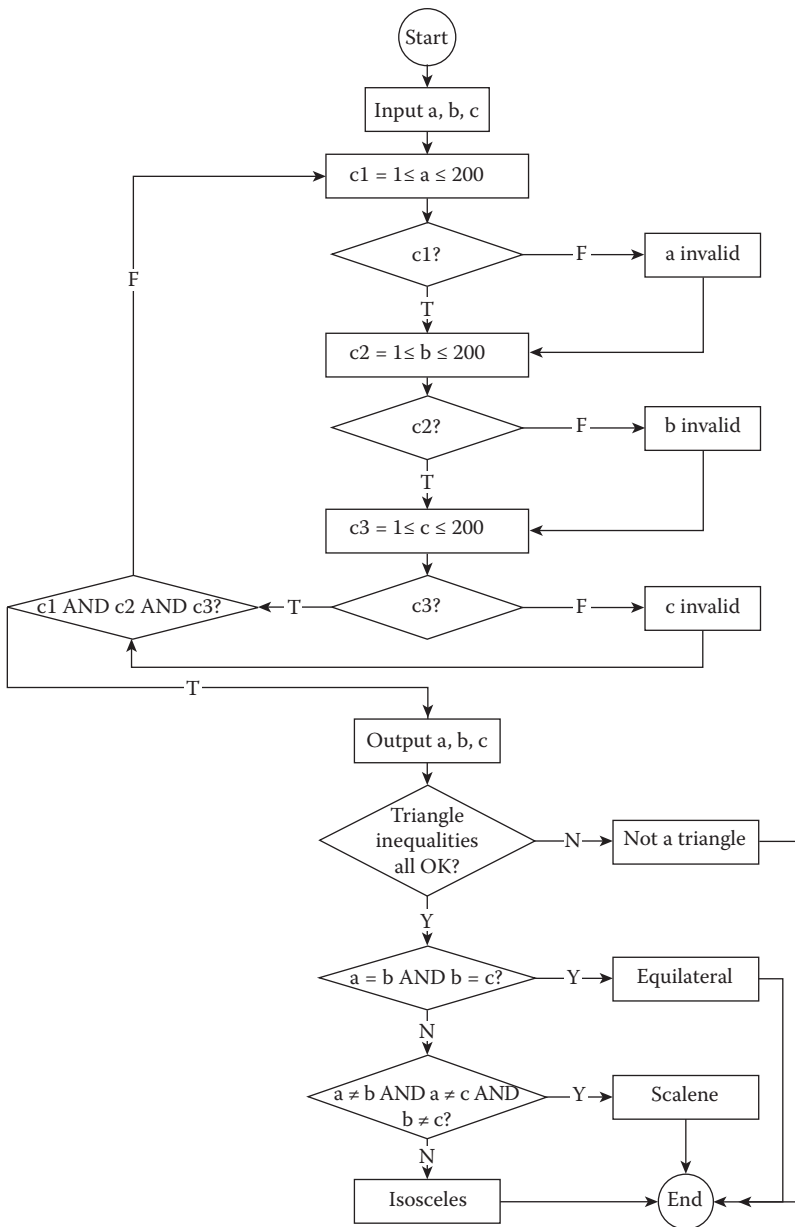 Start
Input a, b, c
c1 = 1≤ a ≤ 200
c1?
F
a invalid
F
T
c2 = 1≤ b ≤ 200
c2?
F
b invalid
T
c3 = 1≤ c ≤ 200
c1 AND c2 AND c3?
T
c3?
F
c invalid
T
Output a, b, c
Triangle
inequalities
all OK?
N
Not a triangle
Y
a = b AND b = c?
Y
Equilateral
N
a ≠ b AND a ≠ c AND
b ≠ c?
Y
Scalene
N
Isosceles
End